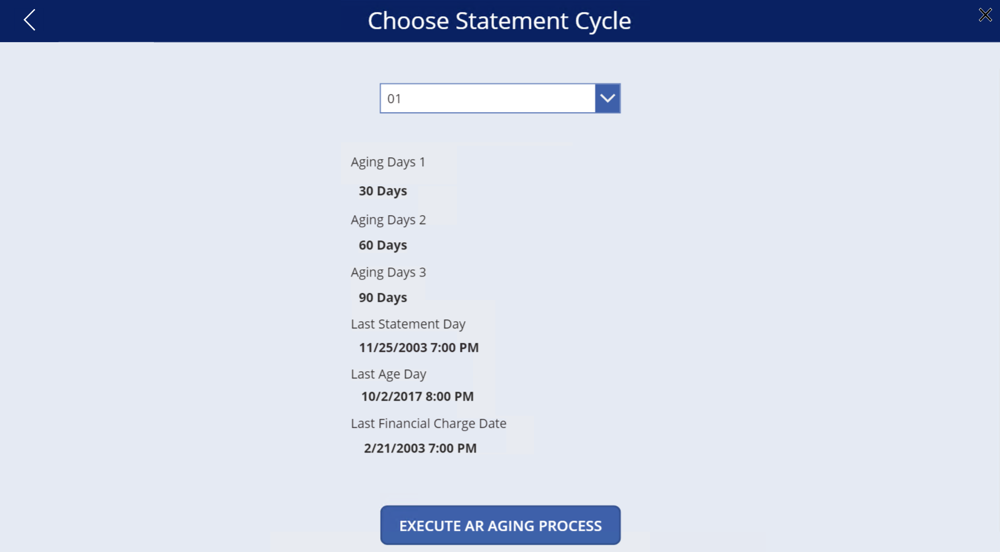 Choose Statement Cycle
01
Aging Days 1
30 Days
Aging Days 2
60 Days
Aging Days 3
90 Days
Last Statement Day
11/25/2003 7:00 PM
Last Age Day
10/2/2017 8:00 PM
Last Financial Charge Date
2/21/2003 7:00 PM
EXECUTE AR AGING PROCESS